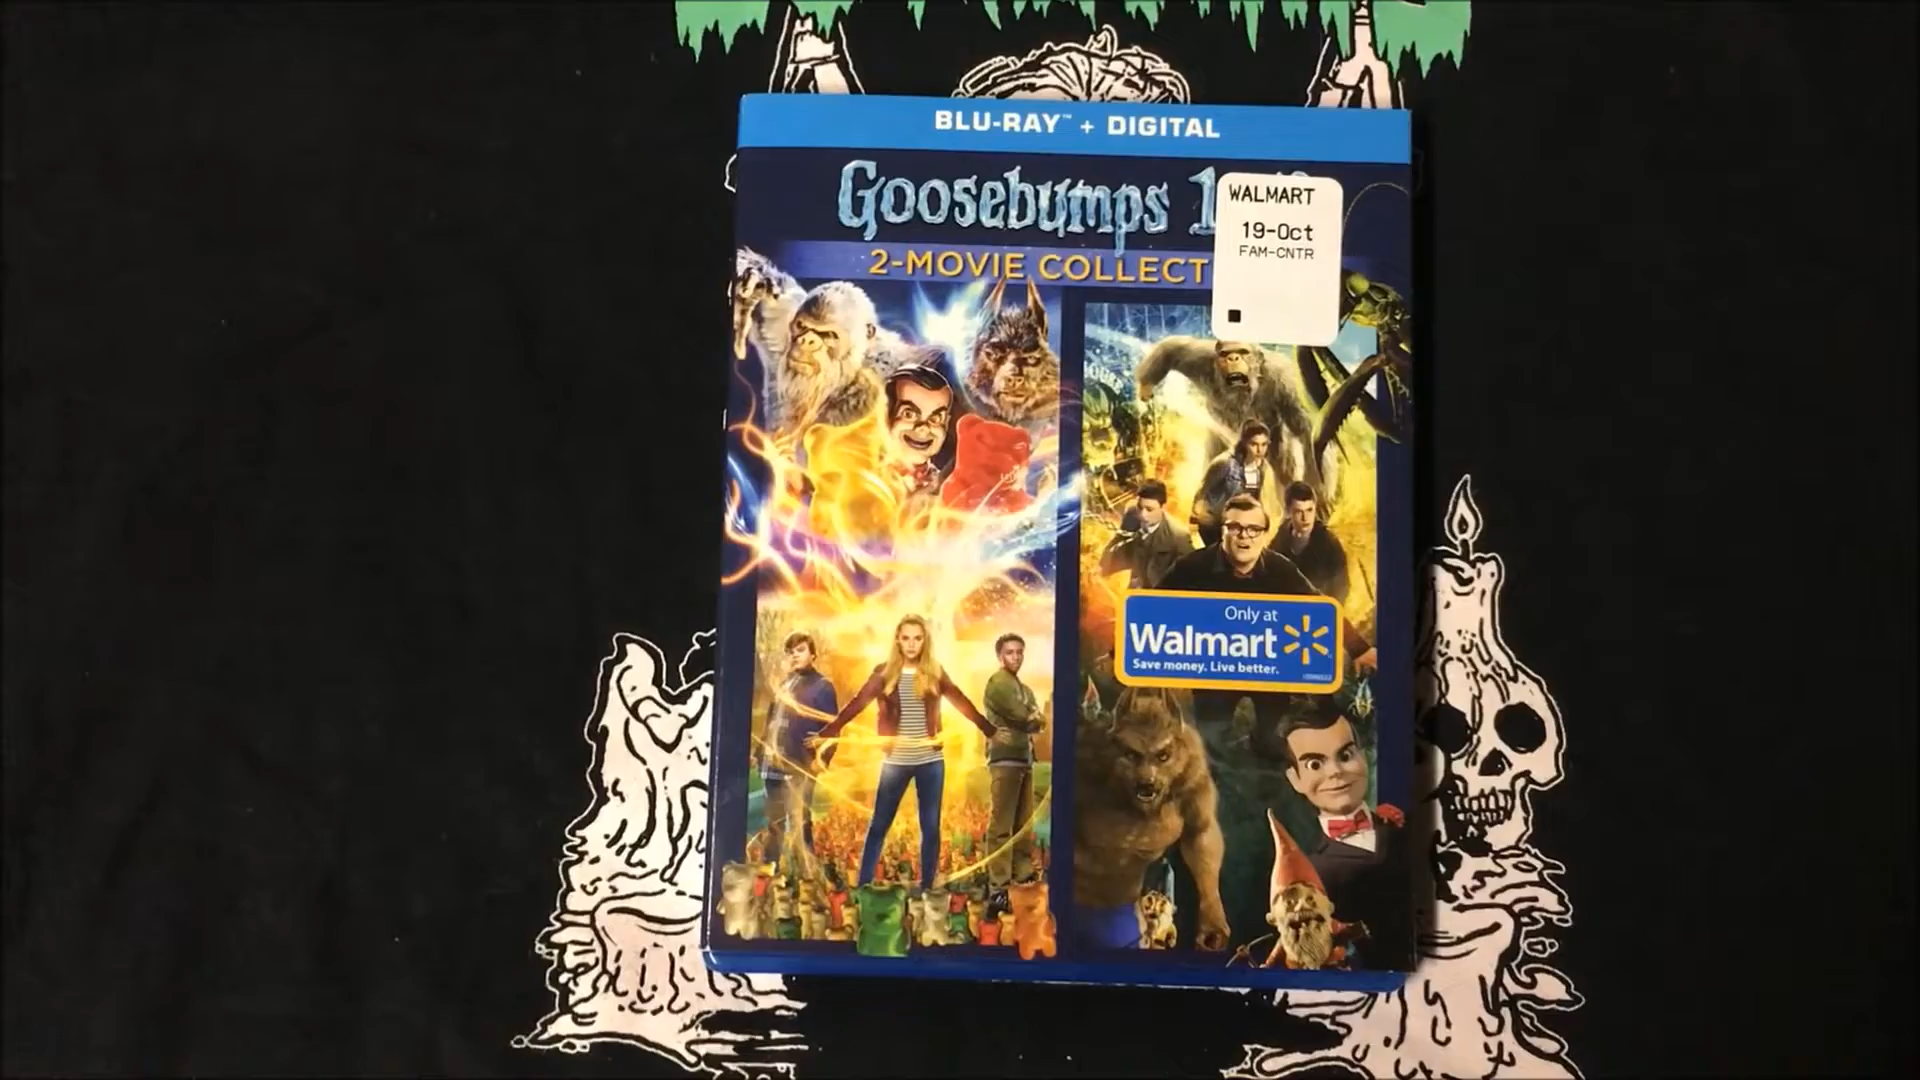 BLU-RAY™ + DIGITAL
Goosebumps 1
WALMART
19-Oct
FAM-CNTR
2-MOVIE COLLECT
Only at
Walmart
Save money. Live better.